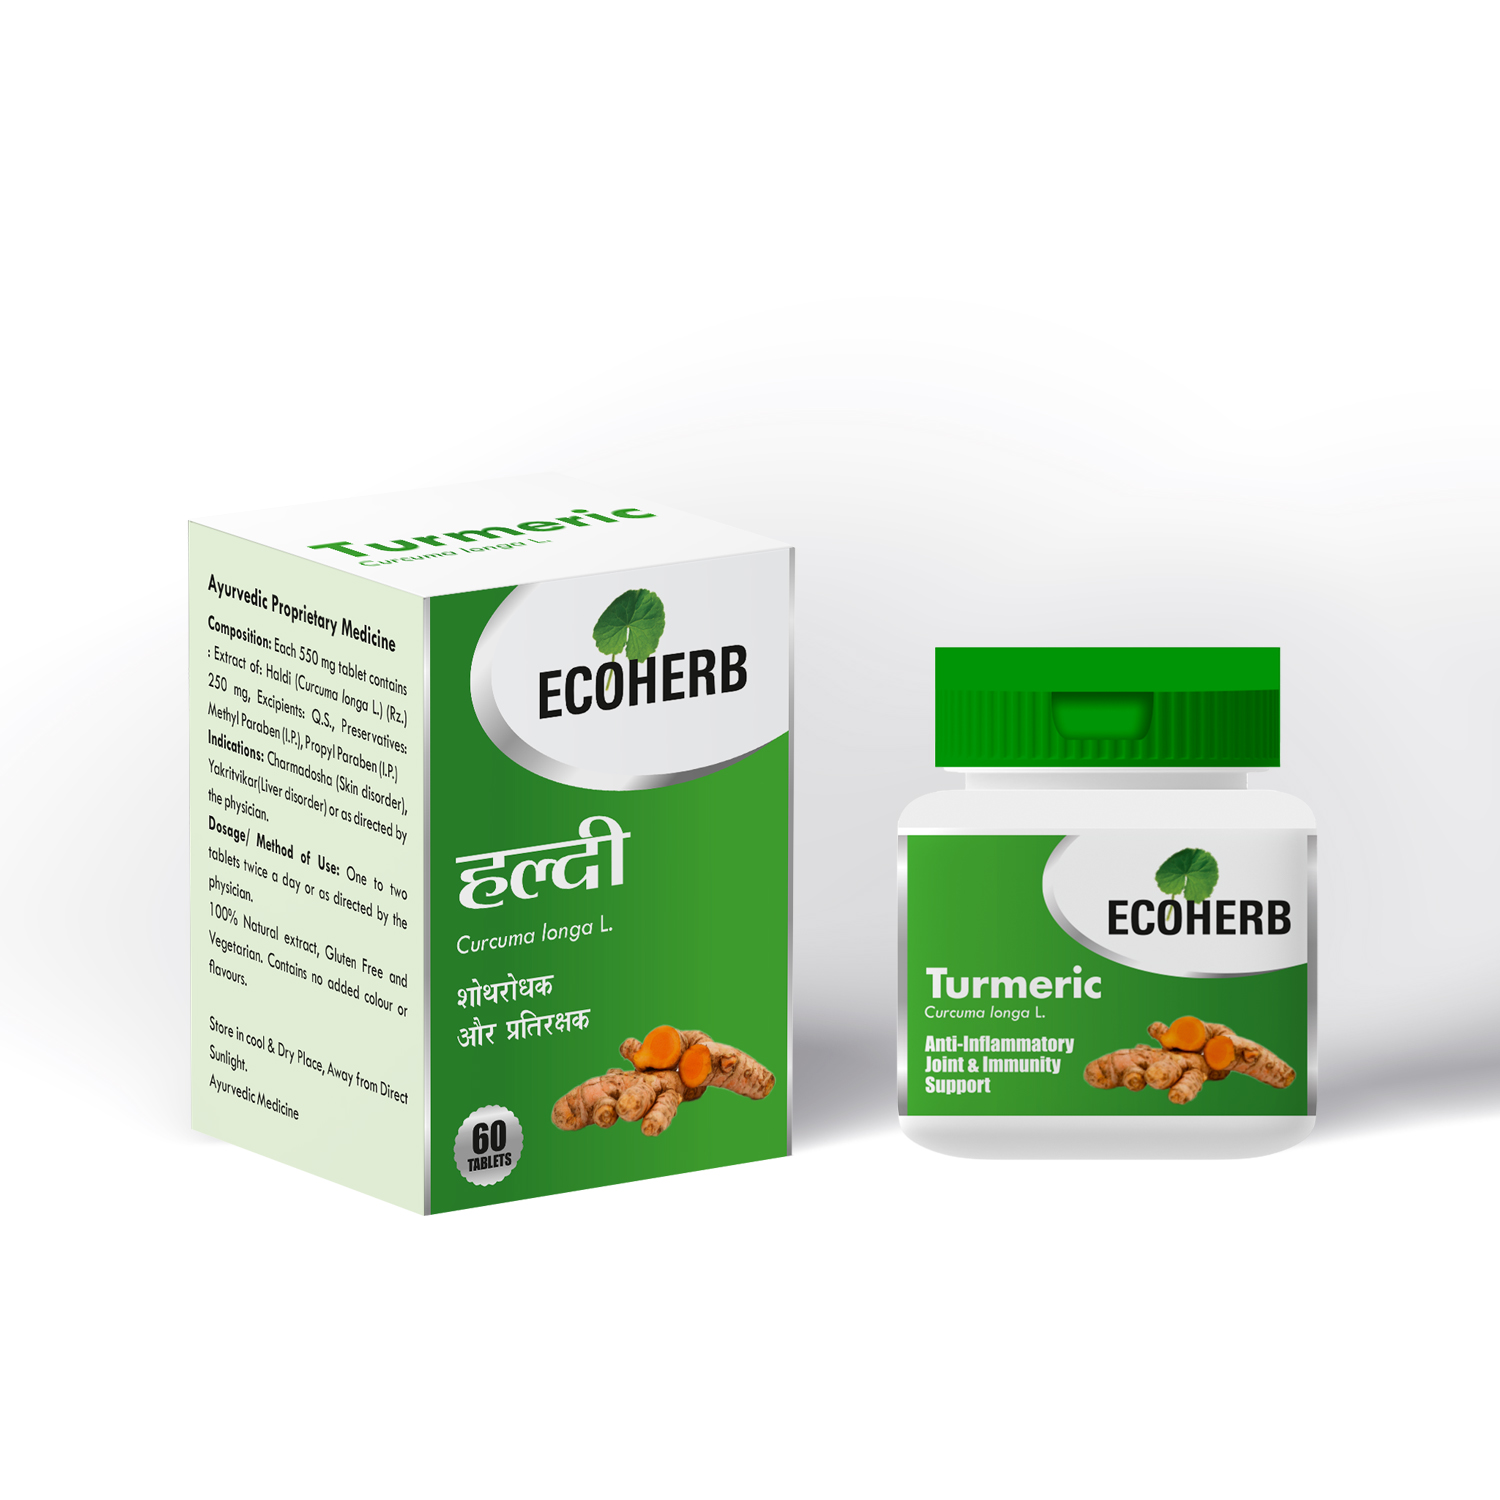 Turmeric
Curcuma longa L.
Ayurvedic Proprietary Medicine
Composition: Each 550 mg tablet contains
: Extract of: Haldi (Curcuma longa L.) (Rz.)
250 mg, Excipients: Q.S., Preservatives:
Methyl Paraben (I.P.), Propyl Paraben (I.P.)
Indications: Charmadosha (Skin disorder),
Yakritvikar(Liver disorder) or as directed by
the physician.
Dosage/ Method of Use: One to two
tablets twice a day or as directed by the
physician.
100% Natural extract, Gluten Free and
Vegetarian. Contains no added colour or
flavours.
Store in cool & Dry Place, Away from Direct
Sunlight.
Ayurvedic Medicine
ECOHERB
हल्दी
Curcuma longa L.
शोथरोधक
और प्रतिरक्षक
60
TABLETS
ECOHERB
Turmeric
Curcuma longa L.
Anti-Inflammatory
Joint & Immunity
Support